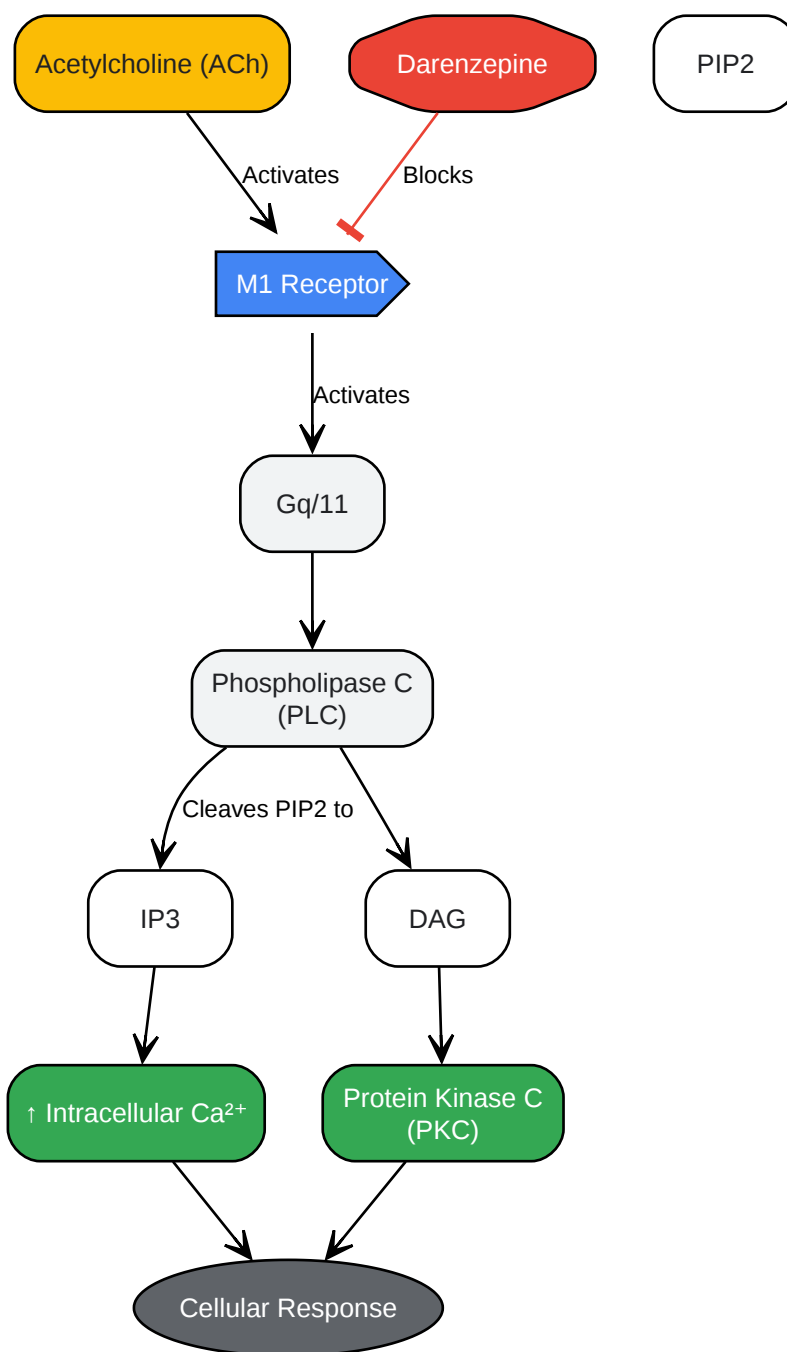 Acetylcholine (ACh)
Darenzepine
PIP2
Activates
Blocks
M1 Receptor
Activates
Gq/11
Phospholipase C
(PLC)
Cleaves PIP2 to
IP3
DAG
↑ Intracellular Ca²⁺
Protein Kinase C
(PKC)
Cellular Response